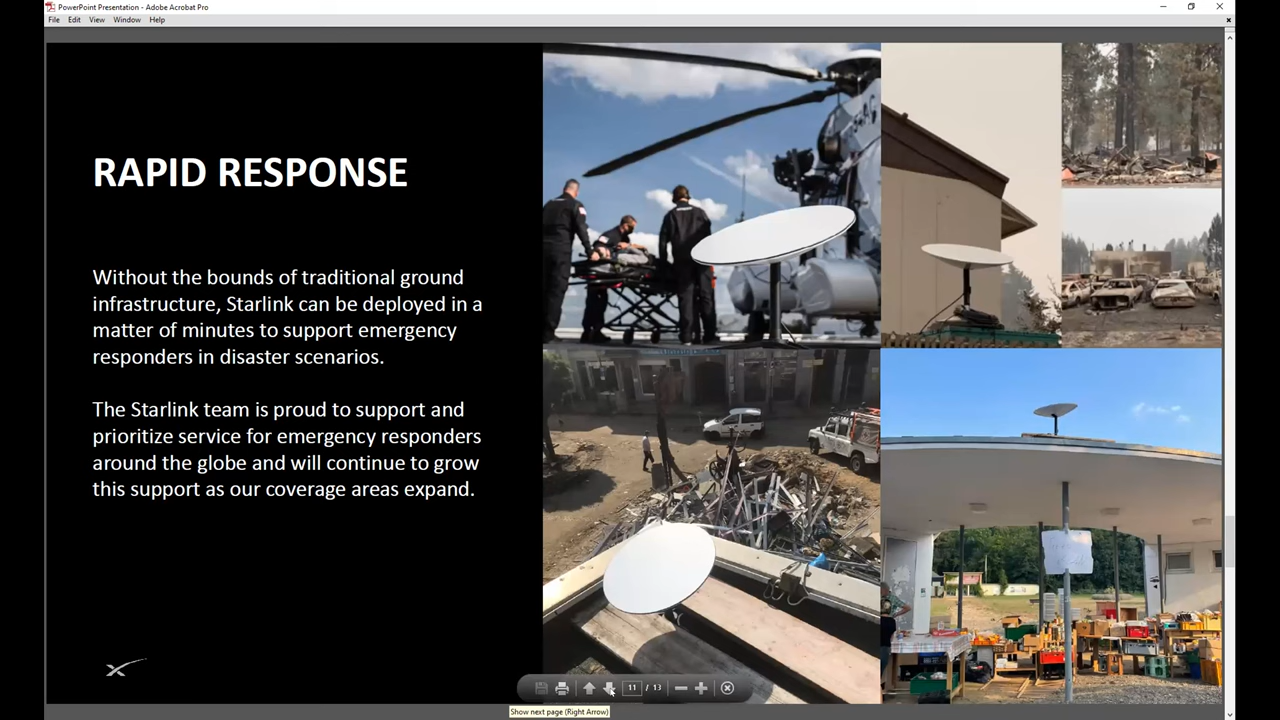 PowerPoint Presentation - Adobe Acrobat Pro
File Edit View Window Help
RAPID RESPONSE
Without the bounds of traditional ground
infrastructure, Starlink can be deployed in a
matter of minutes to support emergency
responders in disaster scenarios.
The Starlink team is proud to support and
prioritize service for emergency responders
around the globe and will continue to grow
this support as our coverage areas expand.
11 / 13
Show next page (Right Arrow)